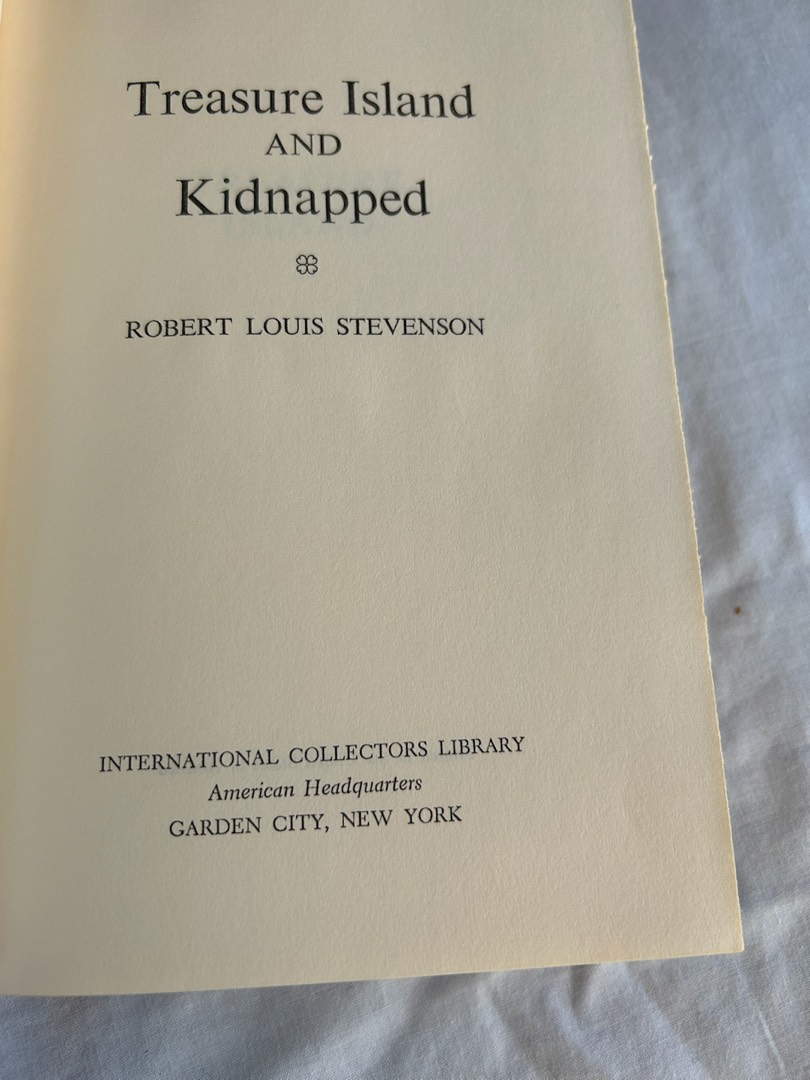 Treasure Island
AND
Kidnapped
ROBERT LOUIS STEVENSON
INTERNATIONAL COLLECTORS LIBRARY
American Headquarters
GARDEN CITY, NEW YORK